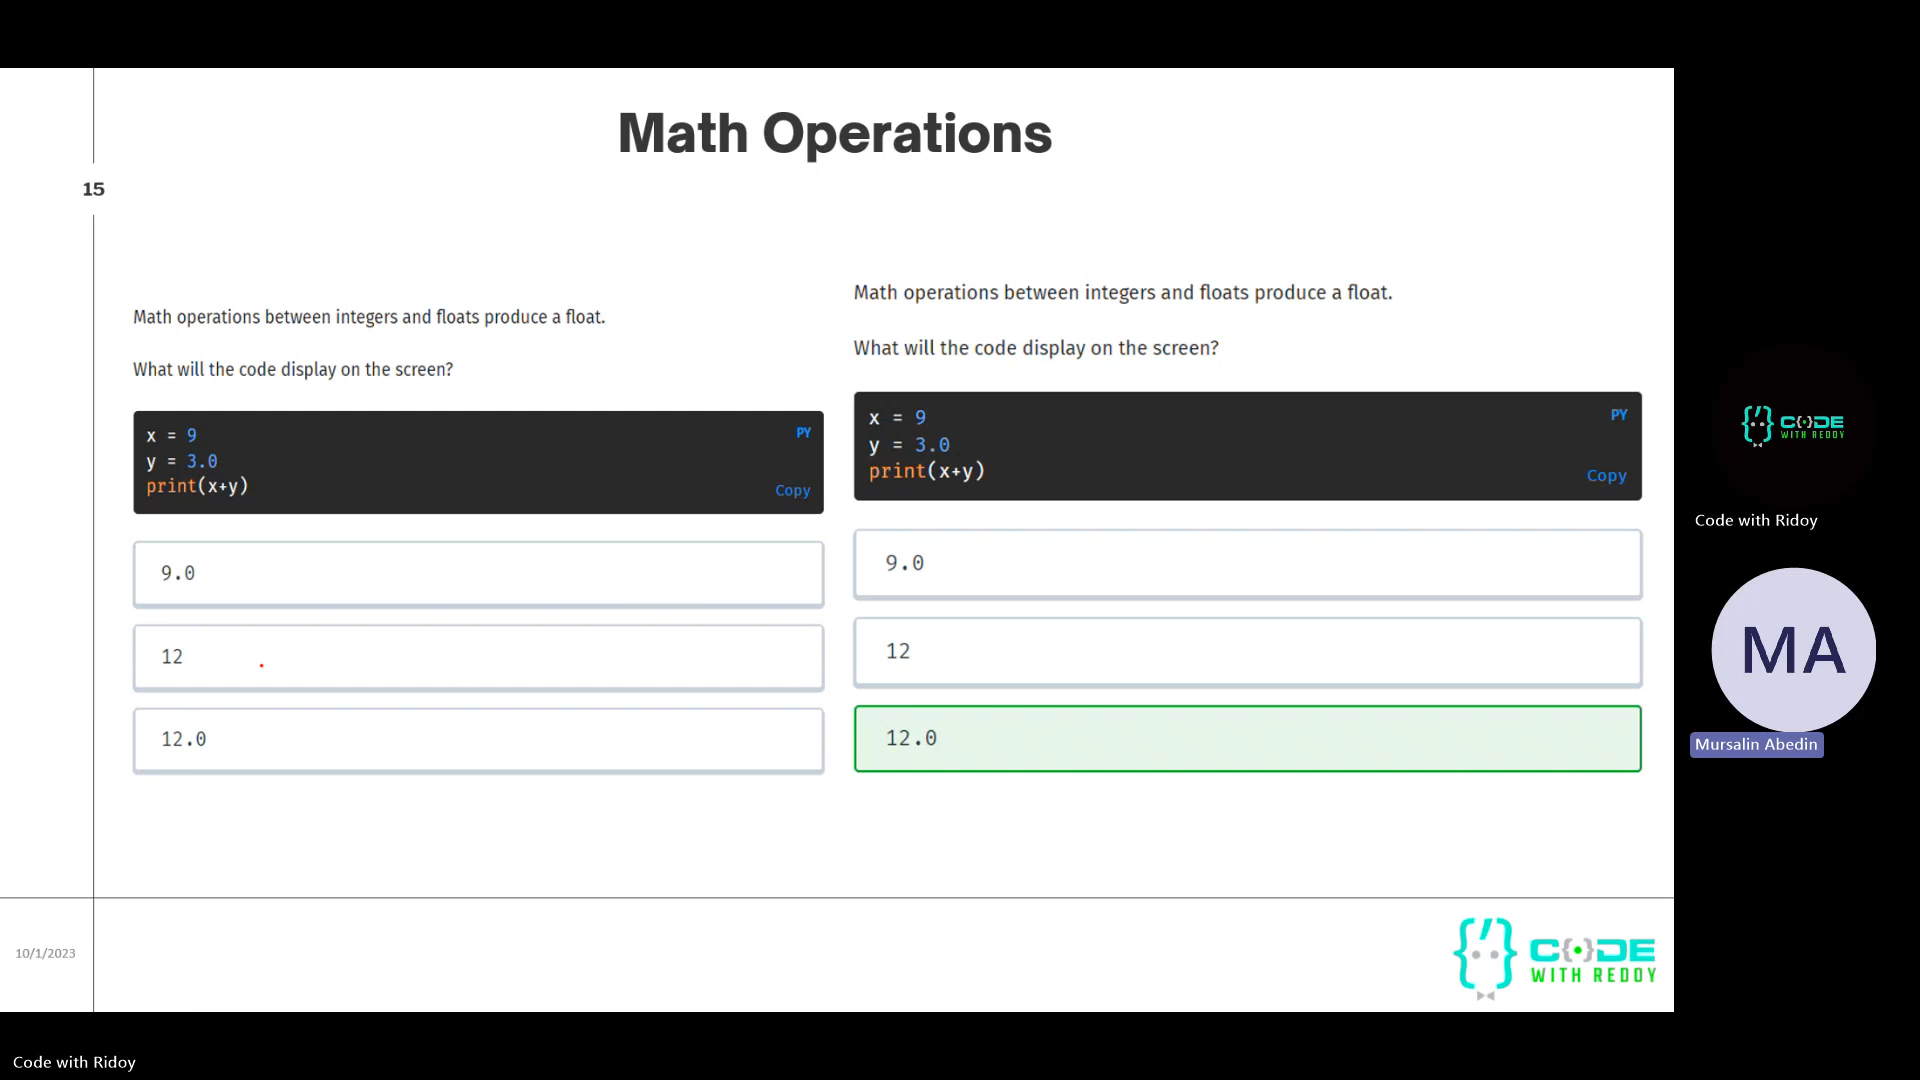 Math Operations
15
Math operations between integers and floats produce a float.
What will the code display on the screen?
x = 9
y = 3.0
print(x+y)
PY
Copy
9.0
12
12.0
Math operations between integers and floats produce a float.
What will the code display on the screen?
x = 9
y = 3.0
print(x+y)
PY
Copy
9.0
12
12.0
10/1/2023
C{•}DE
WITH REDOY
C{•}DE
WITH REDOY
Code with Ridoy
MA
Mursalin Abedin
Code with Ridoy